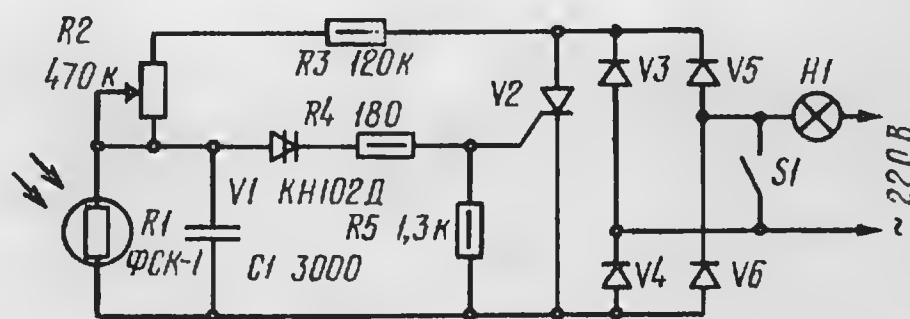 R2
470 к
R3 120 к
V3
V5
H1
V2
R4 180
V1 КН102Д
S1
220 В
~
R1
ФСК-1
C1 3000
R5 1,3 к
V4
V6